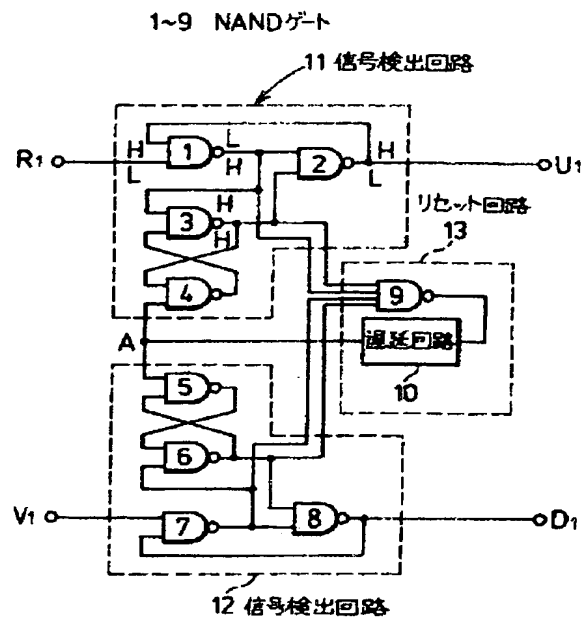 1~9 NANDゲート
11 信号検出回路
H L
R1 H 1 H 2 H U1
L L
リセット回路
13
H
3
H
4
9
A
遅延回路
10
5
6
V1 7 8 D1
12 信号検出回路